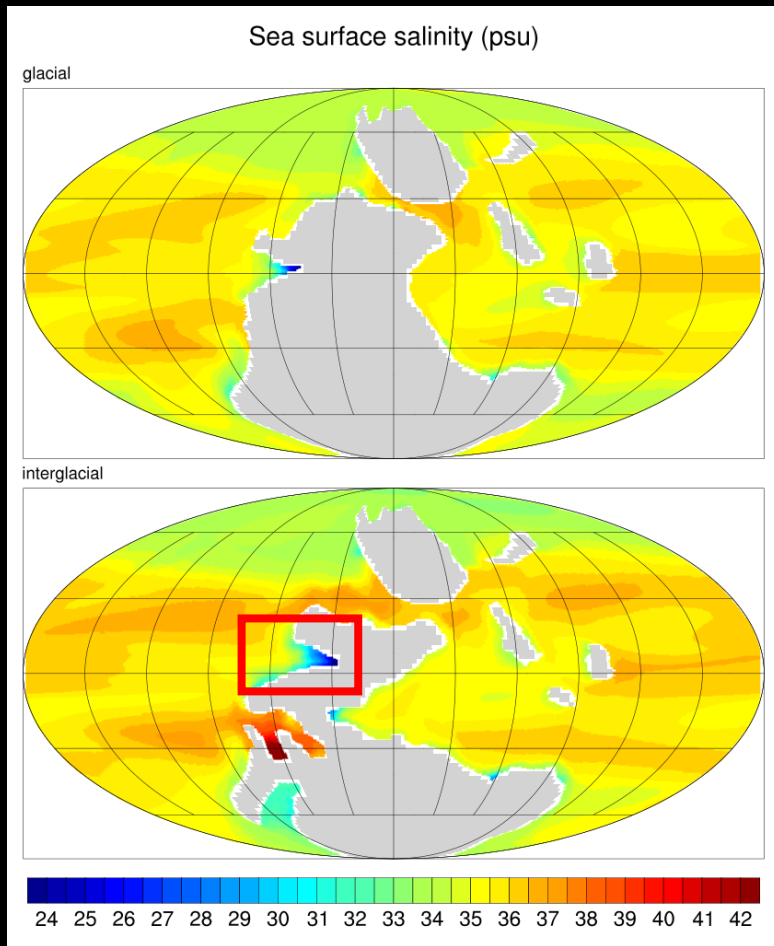 Sea surface salinity (psu)
glacial
interglacial
24 25 26 27 28 29 30 31 32 33 34 35 36 37 38 39 40 41 42